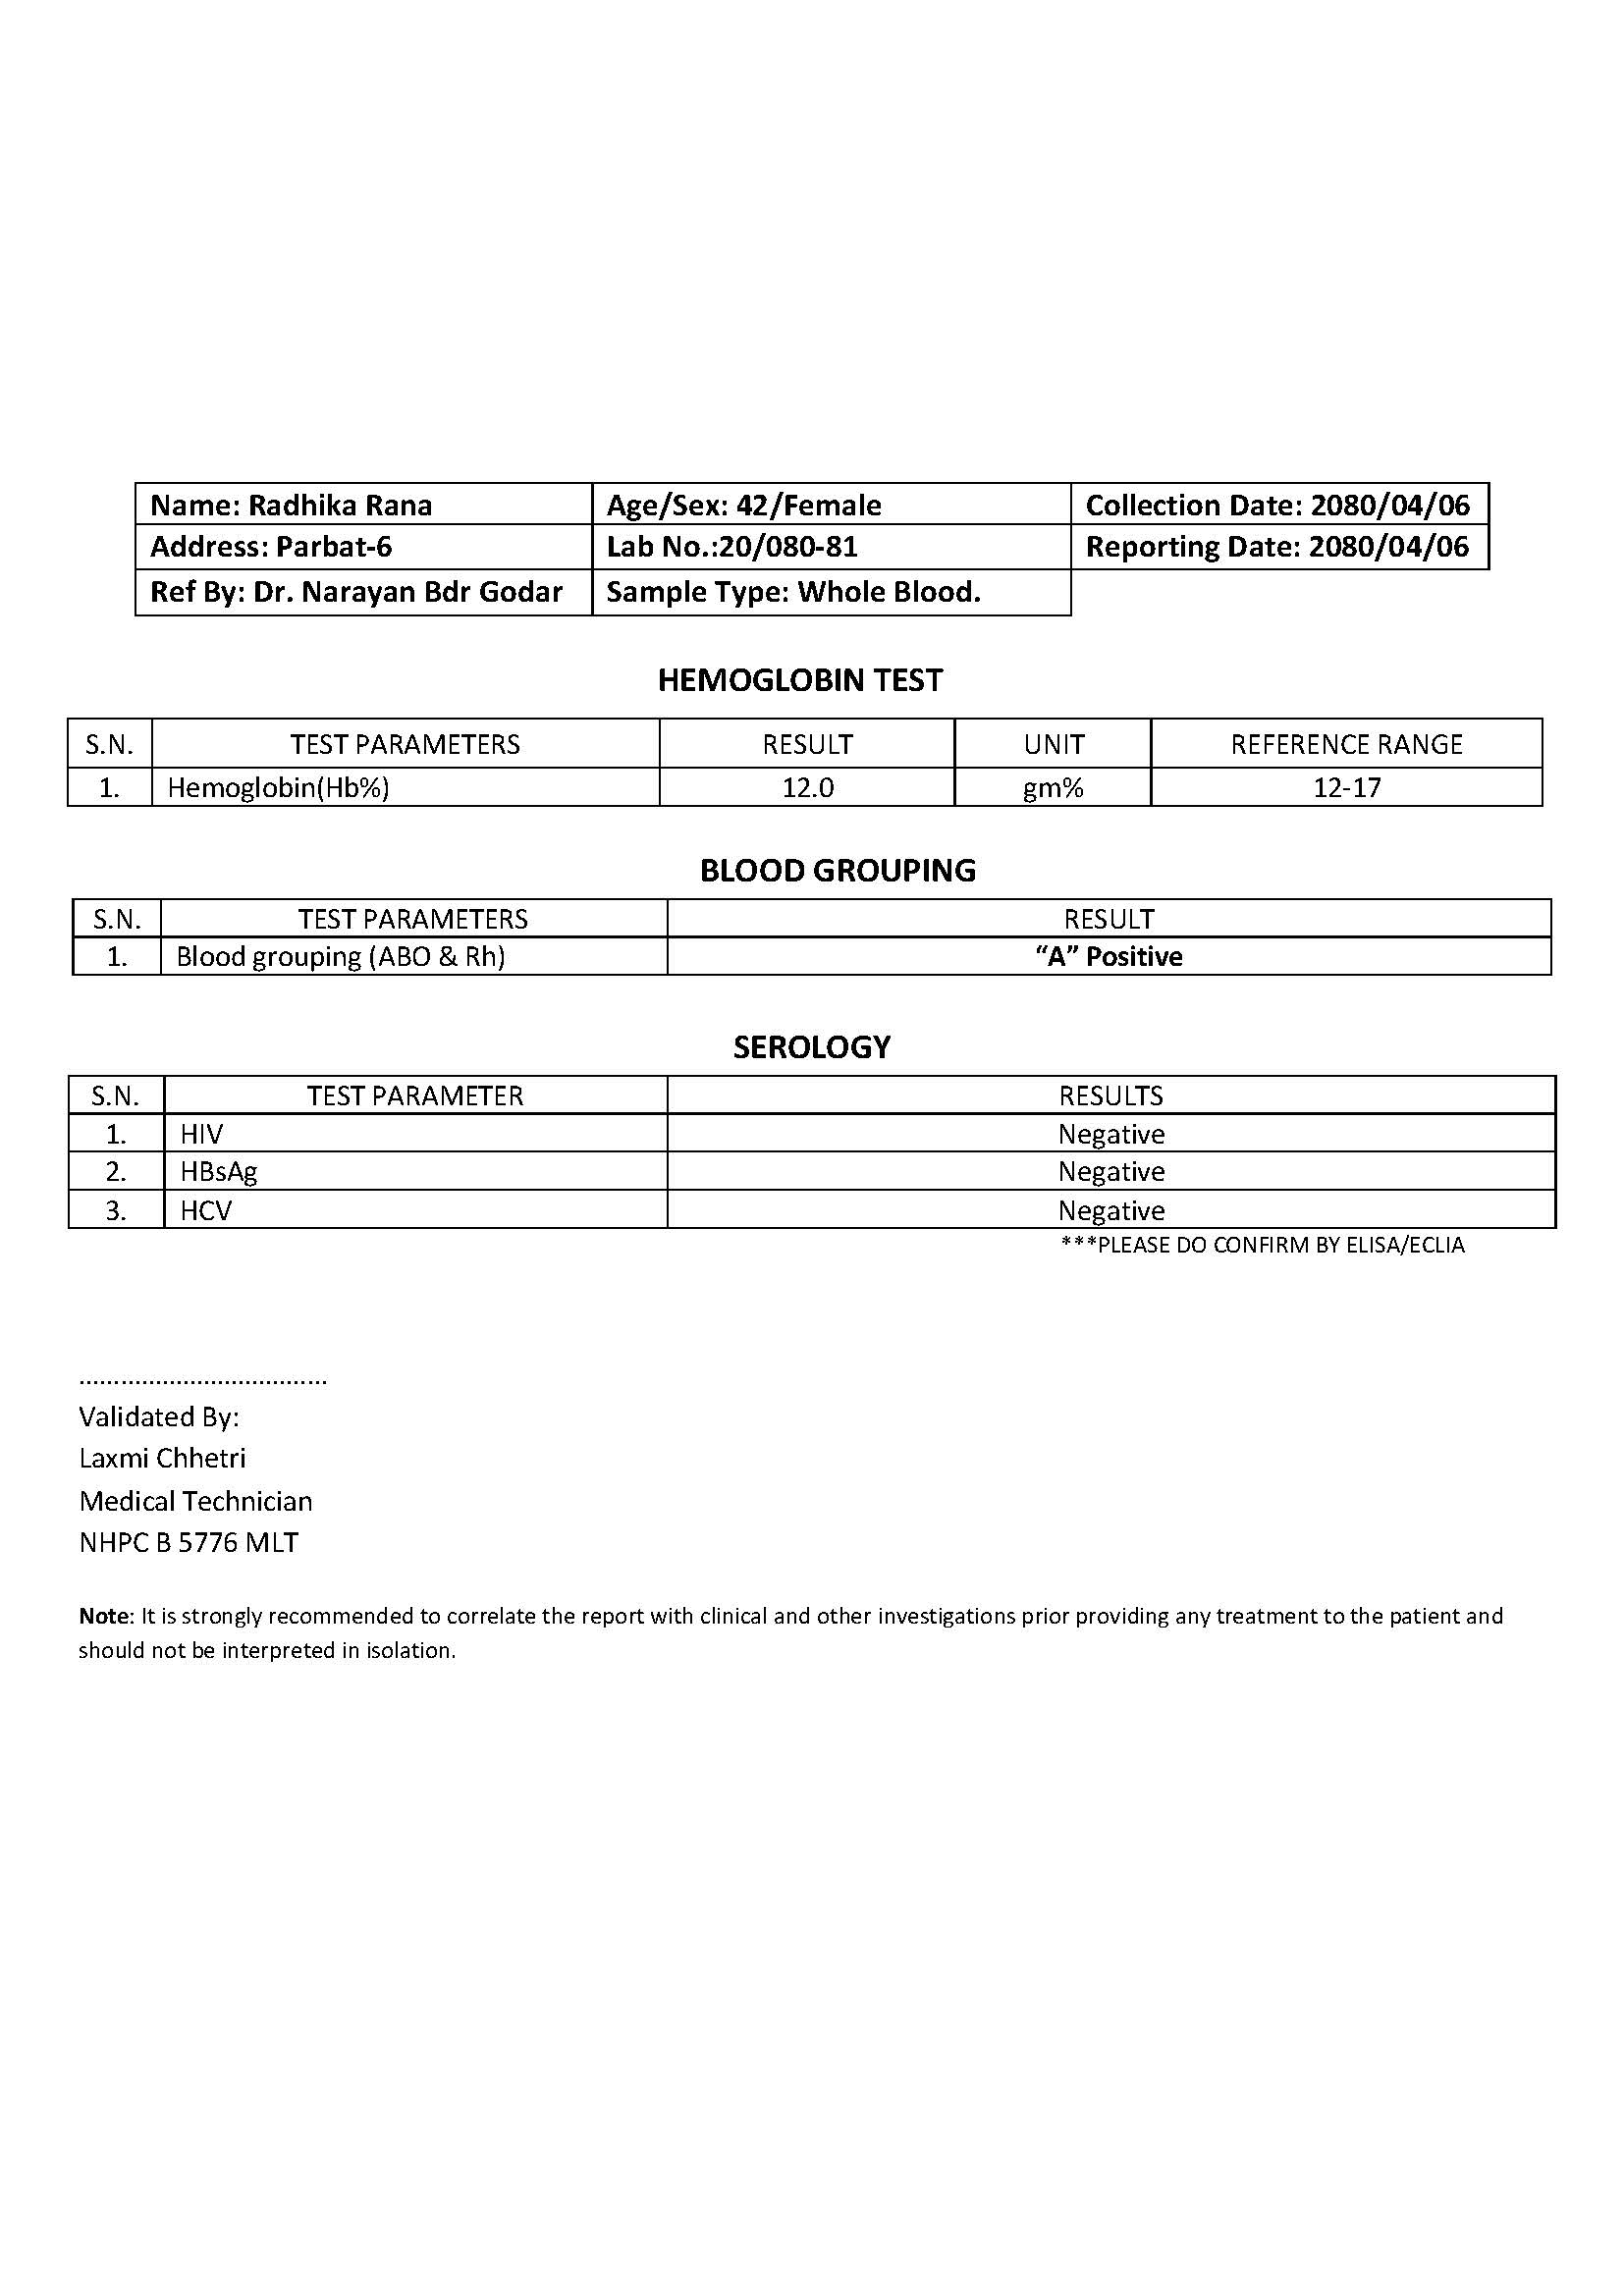 Name: Radhika Rana Age/Sex: 42/Female Collection Date: 2080/04/06
Address: Parbat-6 Lab No.:20/080-81 Reporting Date: 2080/04/06
Ref By: Dr. Narayan Bdr Godar Sample Type: Whole Blood.
HEMOGLOBIN TEST
S.N. TEST PARAMETERS RESULT UNIT REFERENCE RANGE
1. Hemoglobin(Hb%) 12.0 gm% 12-17
BLOOD GROUPING
S.N. TEST PARAMETERS RESULT
1. Blood grouping (ABO & Rh) “A” Positive
SEROLOGY
S.N. TEST PARAMETER RESULTS
1. HIV Negative
2. HBsAg Negative
3. HCV Negative
***PLEASE DO CONFIRM BY ELISA/ECLIA
....................................
Validated By:
Laxmi Chhetri
Medical Technician
NHPC B 5776 MLT
Note: It is strongly recommended to correlate the report with clinical and other investigations prior providing any treatment to the patient and
should not be interpreted in isolation.